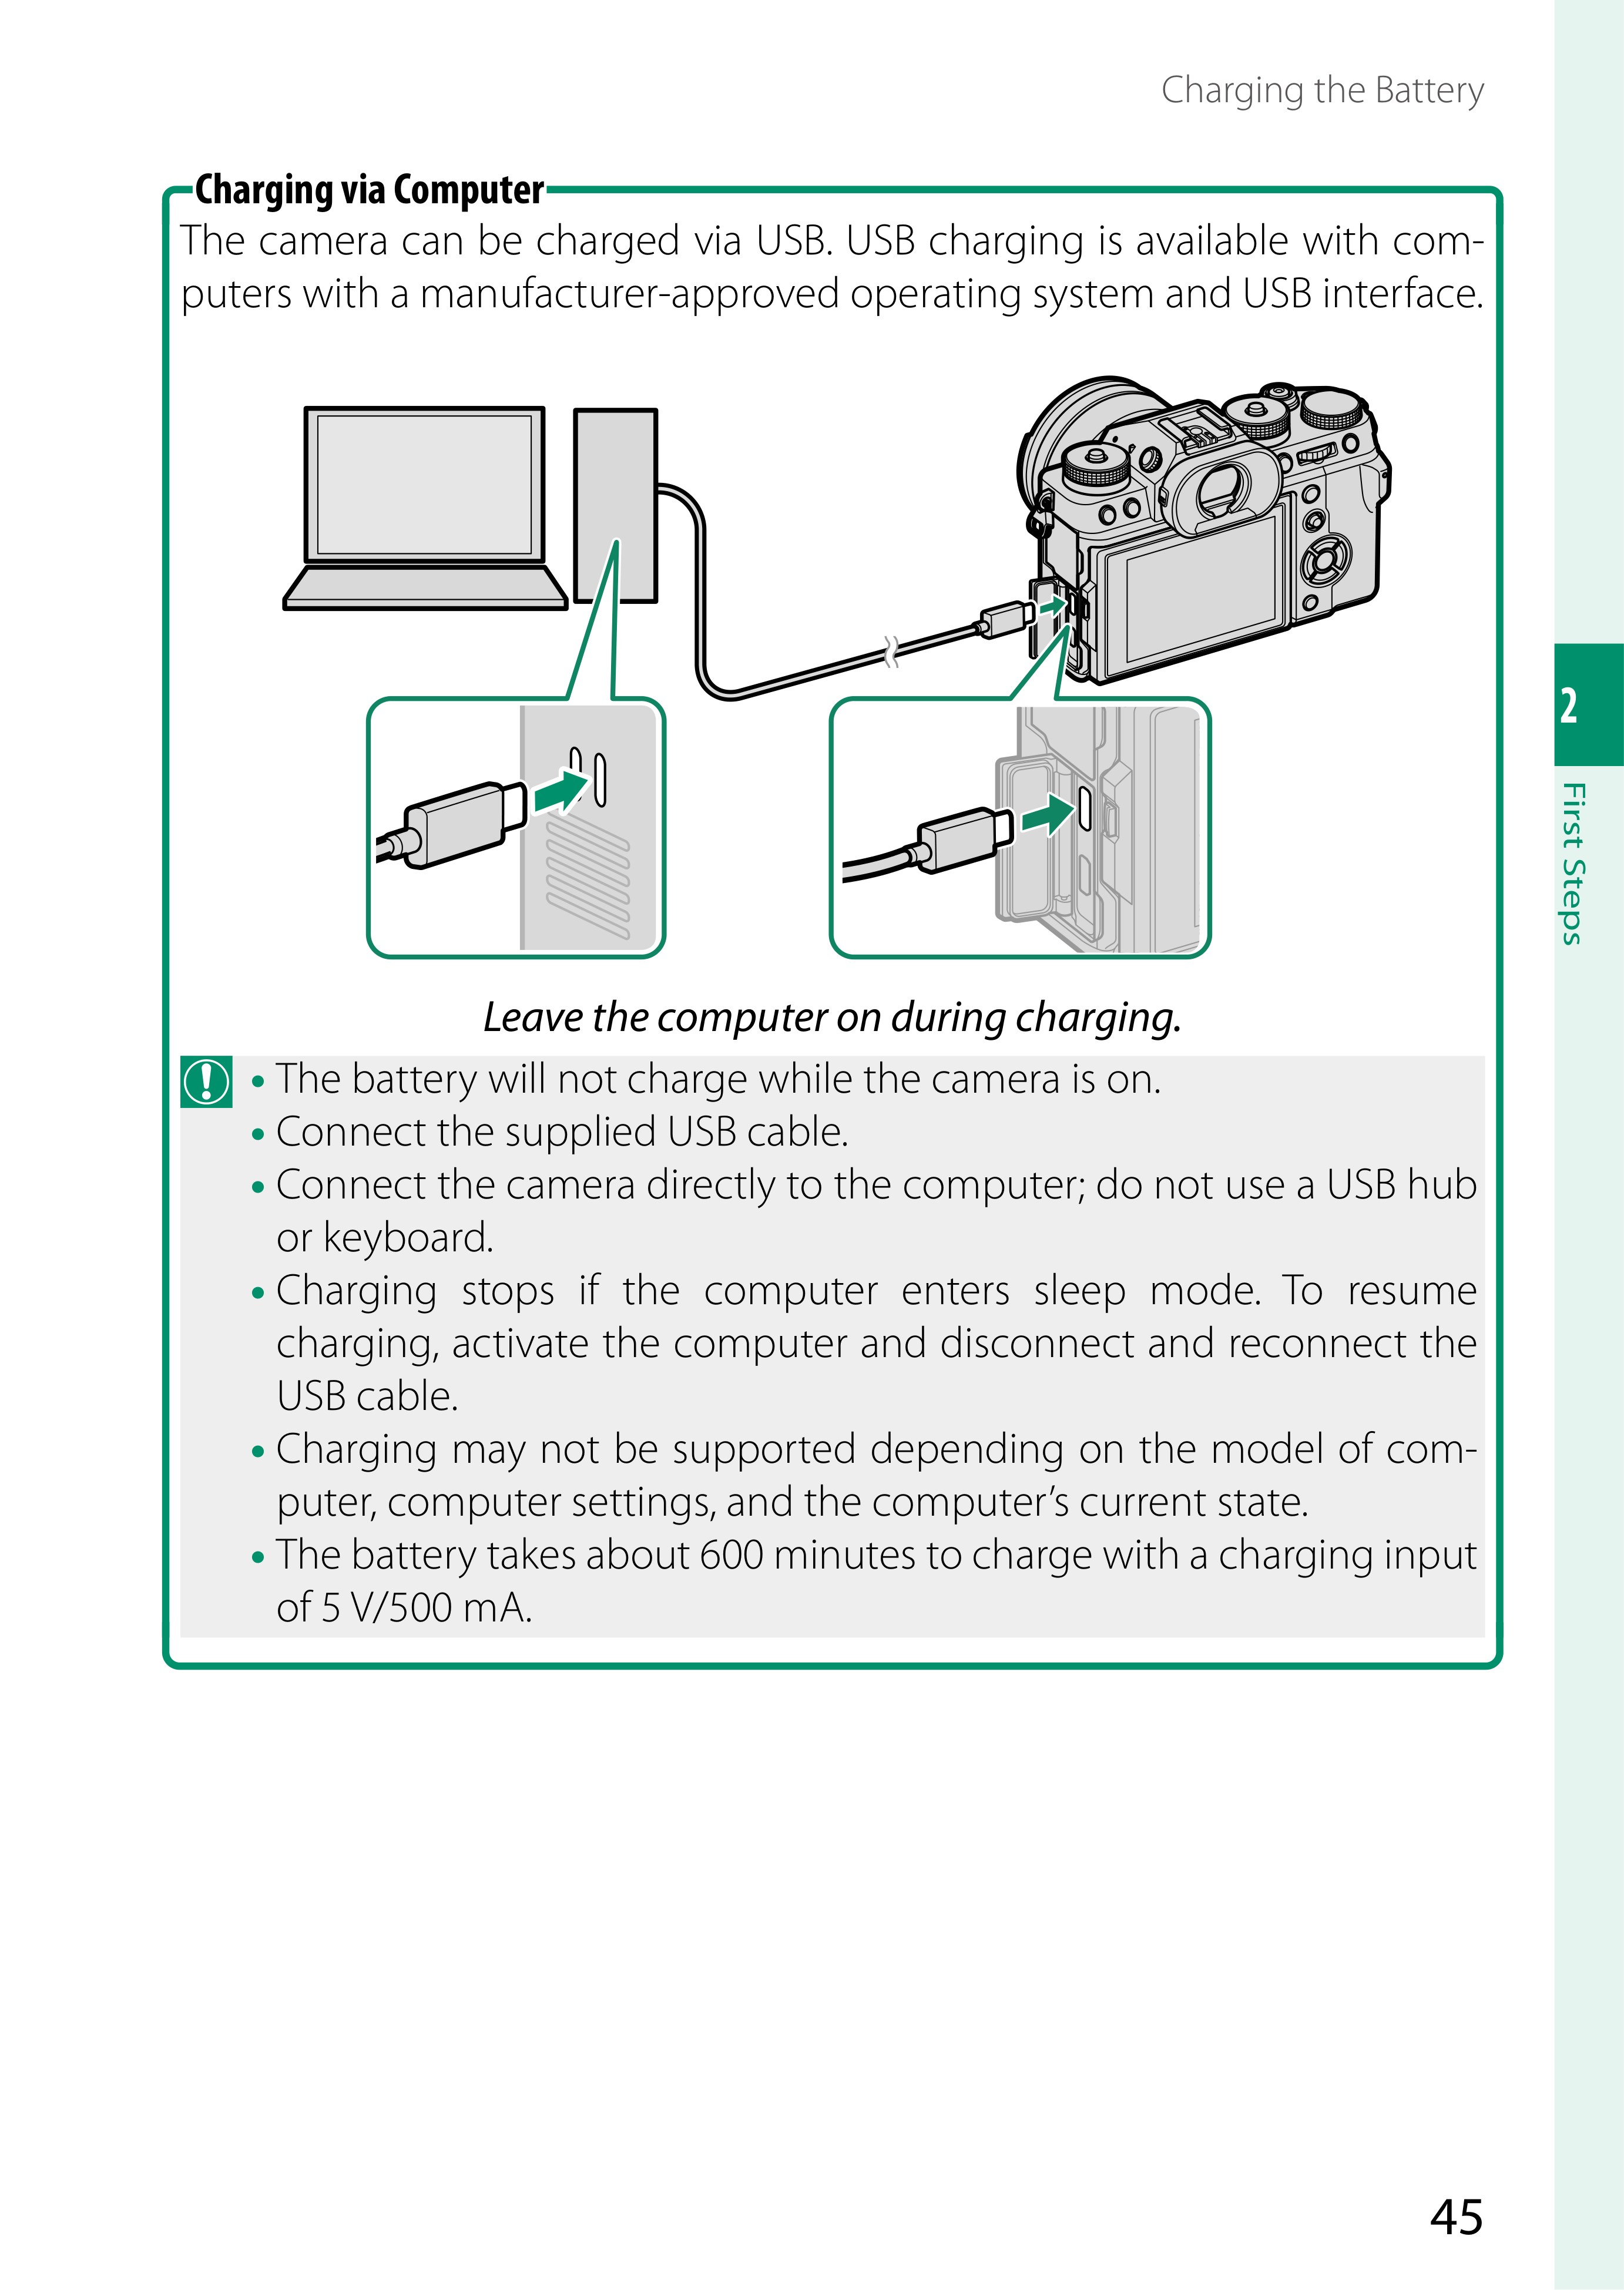 Charging the Battery
Charging via Computer
The camera can be charged via USB. USB charging is available with com-
puters with a manufacturer-approved operating system and USB interface.
Leave the computer on during charging.
• The battery will not charge while the camera is on.
• Connect the supplied USB cable.
• Connect the camera directly to the computer; do not use a USB hub
or keyboard.
• Charging stops if the computer enters sleep mode. To resume
charging, activate the computer and disconnect and reconnect the
USB cable.
• Charging may not be supported depending on the model of com-
puter, computer settings, and the computer’s current state.
• The battery takes about 600 minutes to charge with a charging input
of 5 V/500 mA.
2
First Steps
45